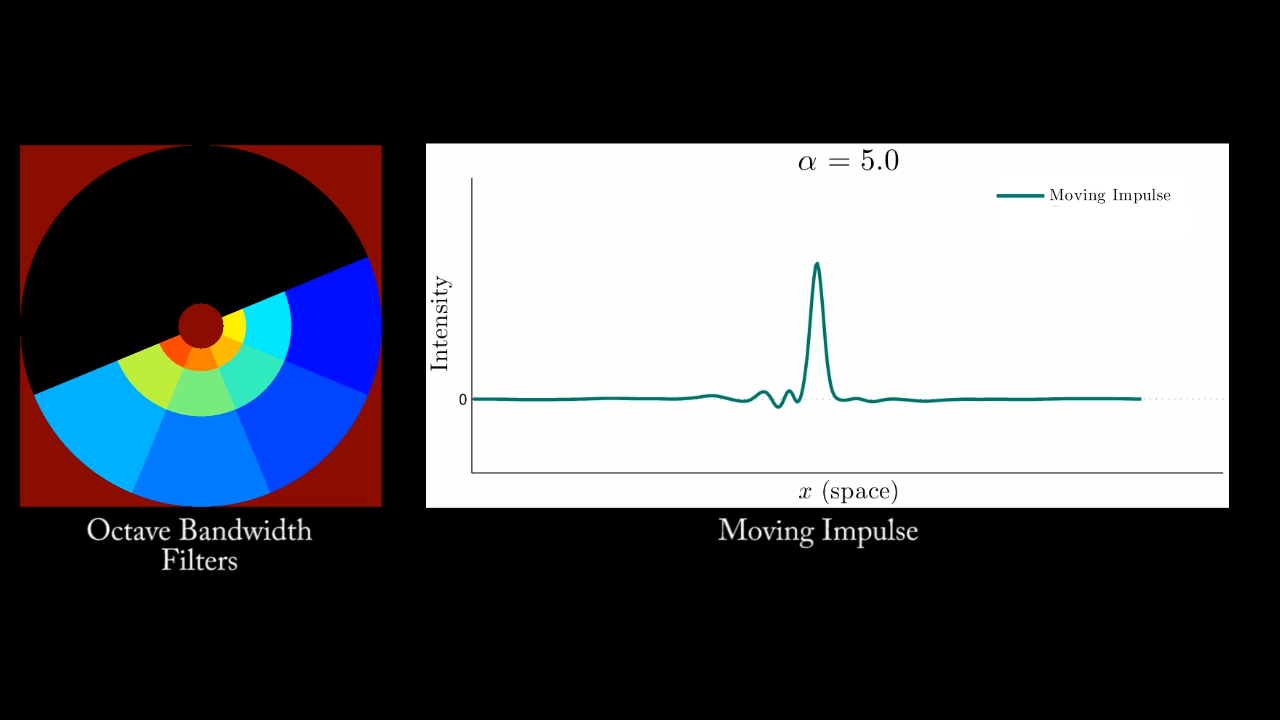 α = 5.0
Moving Impulse
Intensity
0
x (space)
Octave Bandwidth
Filters
Moving Impulse